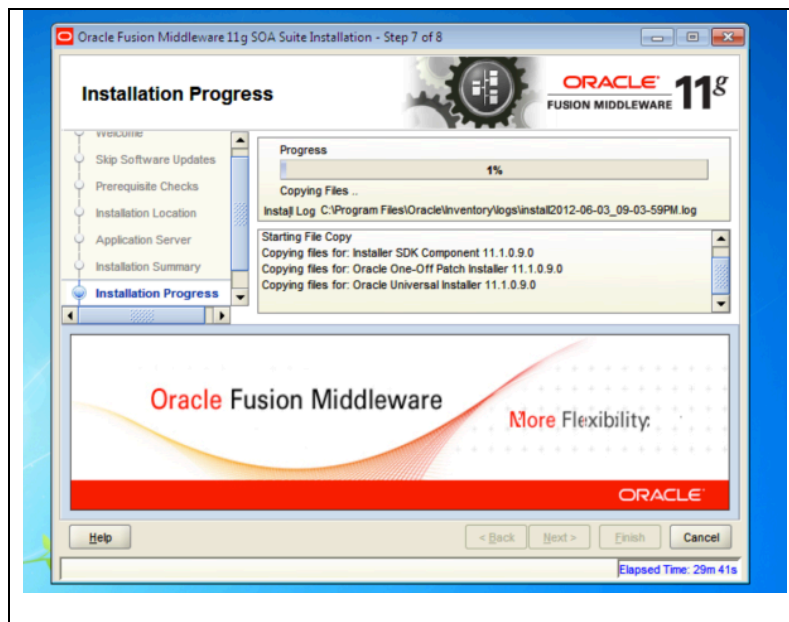 Oracle Fusion Middleware 11g SOA Suite Installation - Step 7 of 8
Installation Progress
ORACLE
FUSION MIDDLEWARE
11g
Welcome
Skip Software Updates
Prerequisite Checks
Installation Location
Application Server
Installation Summary
Installation Progress
Progress
1%
Copying Files ..
Install Log C:\Program Files\Oracle\Inventory\logs\install2012-06-03_09-03-59PM.log
Starting File Copy
Copying files for: Installer SDK Component 11.1.0.9.0
Copying files for: Oracle One-Off Patch Installer 11.1.0.9.0
Copying files for: Oracle Universal Installer 11.1.0.9.0
Oracle Fusion Middleware
More Flexibility
ORACLE
Help
< Back
Next >
Finish
Cancel
Elapsed Time: 29m 41s